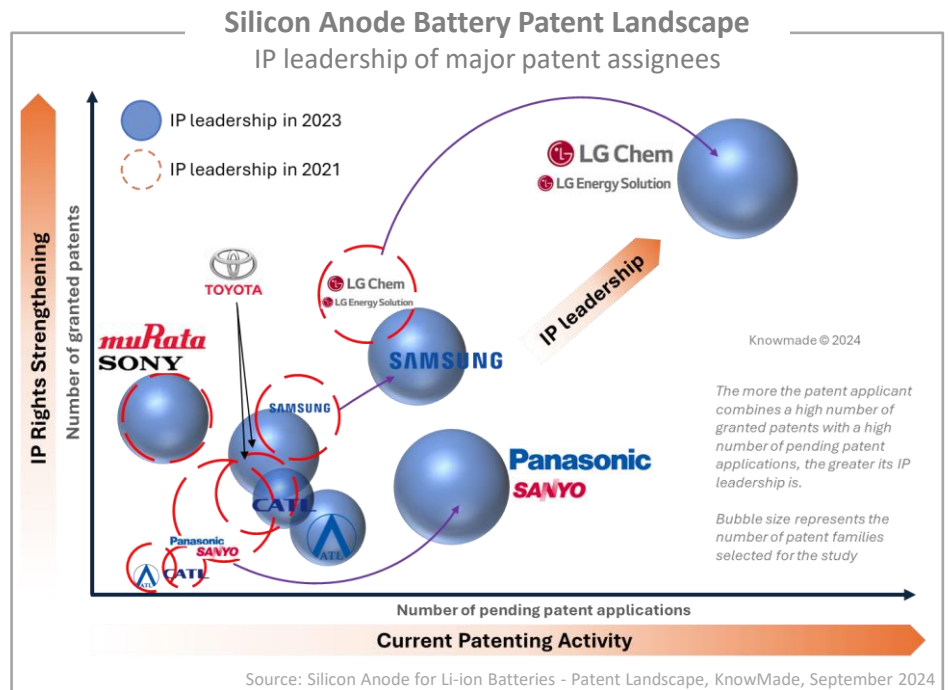 Silicon Anode Battery Patent Landscape
IP leadership of major patent assignees
IP leadership in 2023
IP leadership in 2021
LG Chem
LG Energy Solution
TOYOTA
LG Chem
LG Energy Solution
IP leadership
muRata
SONY
SAMSUNG
SAMSUNG
Knowmade © 2024
The more the patent applicant
combines a high number of
granted patents with a high
number of pending patent
applications, the greater its IP
leadership is.
Bubble size represents the
number of patent families
selected for the study
Panasonic
SANYO
CATL
ATL
Panasonic
SANYO
ATL
CATL
IP Rights Strengthening
Number of granted patents
Number of pending patent applications
Current Patenting Activity
Source: Silicon Anode for Li-ion Batteries - Patent Landscape, KnowMade, September 2024